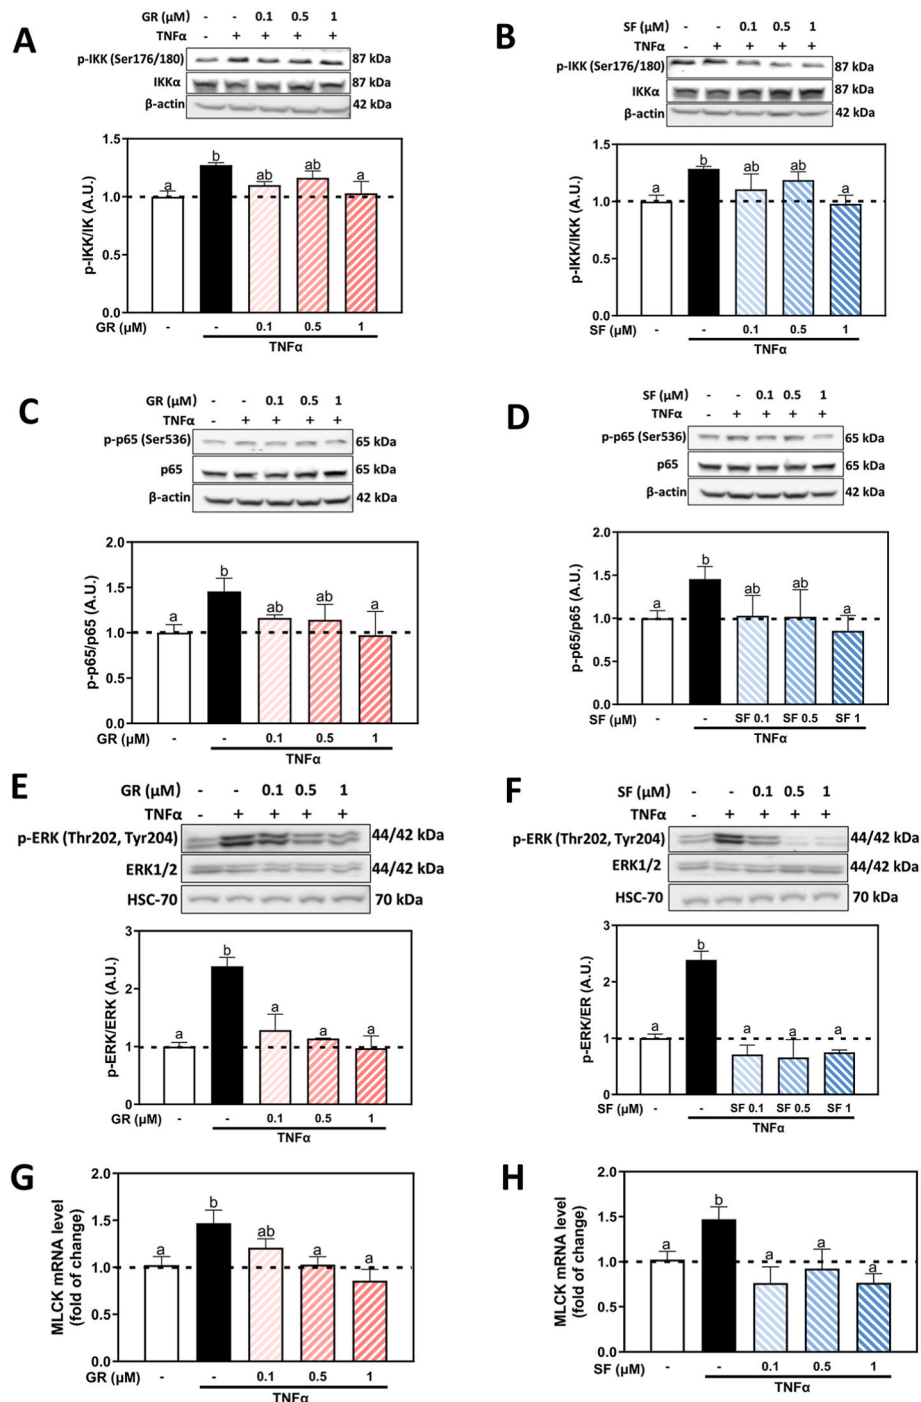 A
GR (µM) - - 0.1 0.5 1
TNFα - + + + +
p-IKK (Ser176/180) 87 kDa
IKKα 87 kDa
β-actin 42 kDa
p-IKK/IK (A.U.)
1.5
1.0
0.5
0.0
a b ab ab a
GR (µM) - - 0.1 0.5 1
TNFα
B
SF (µM) - - 0.1 0.5 1
TNFα - + + + +
p-IKK (Ser176/180) 87 kDa
IKKα 87 kDa
β-actin 42 kDa
p-IKK/IKK (A.U.)
1.5
1.0
0.5
0.0
a b ab ab a
SF (µM) - - 0.1 0.5 1
TNFα
C
GR (µM) - - 0.1 0.5 1
TNFα - + + + +
p-p65 (Ser536) 65 kDa
p65 65 kDa
β-actin 42 kDa
p-p65/p65 (A.U.)
2.0
1.5
1.0
0.5
0.0
a b ab ab a
GR (µM) - - 0.1 0.5 1
TNFα
D
SF (µM) - - 0.1 0.5 1
TNFα - + + + +
p-p65 (Ser536) 65 kDa
p65 65 kDa
β-actin 42 kDa
p-p65/p65 (A.U.)
2.0
1.5
1.0
0.5
0.0
a b ab ab a
SF (µM) - - SF 0.1 SF 0.5 SF 1
TNFα
E
GR (µM) - - 0.1 0.5 1
TNFα - + + + +
p-ERK (Thr202, Tyr204) 44/42 kDa
ERK1/2 44/42 kDa
HSC-70 70 kDa
p-ERK/ERK (A.U.)
3
2
1
0
a b a a a
GR (µM) - - 0.1 0.5 1
TNFα
F
SF (µM) - - 0.1 0.5 1
TNFα - + + + +
p-ERK (Thr202, Tyr204) 44/42 kDa
ERK1/2 44/42 kDa
HSC-70 70 kDa
p-ERK/ER (A.U.)
3
2
1
0
a b a a a
SF (µM) - - SF 0.1 SF 0.5 SF 1
TNFα
G
MLCK mRNA level
(fold of change)
2.0
1.5
1.0
0.5
0.0
a b ab a a
GR (µM) - - 0.1 0.5 1
TNFα
H
MLCK mRNA level
(fold of change)
2.0
1.5
1.0
0.5
0.0
a b a a a
SF (µM) - - 0.1 0.5 1
TNFα